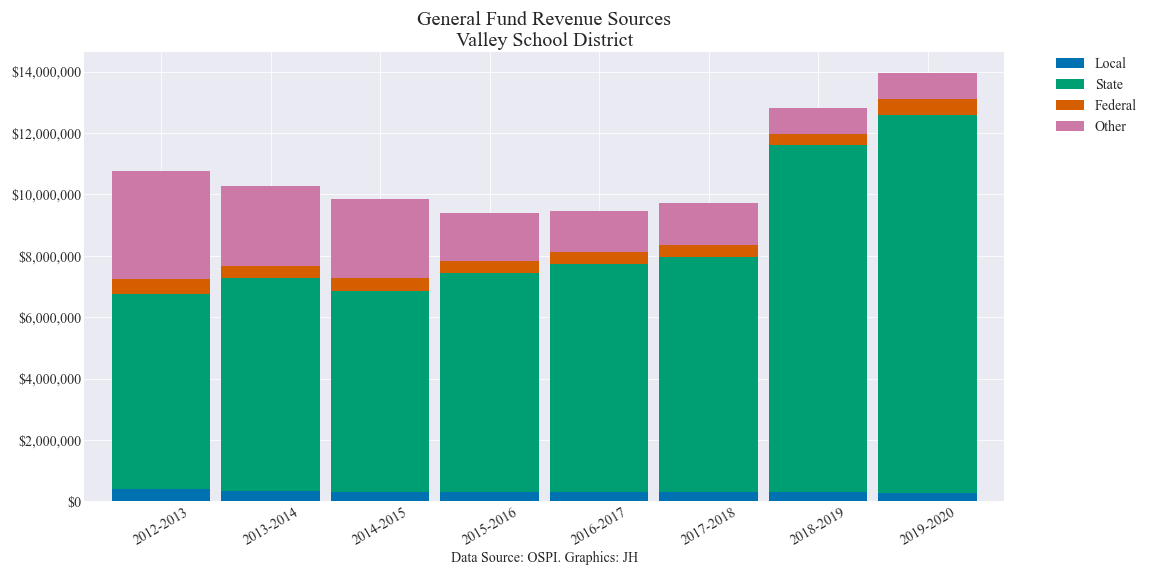 General Fund Revenue Sources
Valley School District
$14,000,000
$12,000,000
$10,000,000
$8,000,000
$6,000,000
$4,000,000
$2,000,000
$0
2012-2013
2013-2014
2014-2015
2015-2016
2016-2017
2017-2018
2018-2019
2019-2020
Data Source: OSPI. Graphics: JH
Local
State
Federal
Other